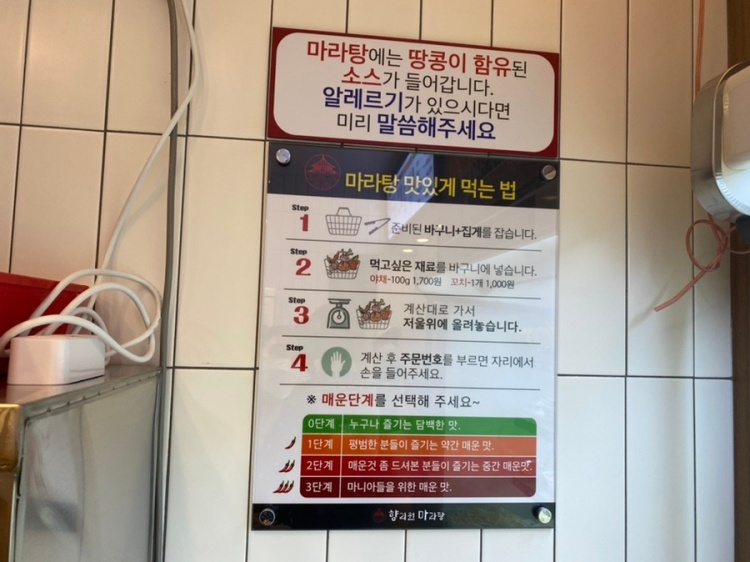 마라탕에는 땅콩이 함유된
소스가 들어갑니다.
알레르기가 있으시다면
미리 말씀해주세요
마라탕 맛있게 먹는 법
Step 1 준비된 바구니+집게를 잡습니다.
Step 2 먹고싶은 재료를 바구니에 넣습니다.
야채-100g 1,700원 꼬치-1개 1,000원
Step 3 계산대로 가서
저울위에 올려놓습니다.
Step 4 계산 후 주문번호를 부르면 자리에서
손을 들어주세요.
※ 매운단계를 선택해 주세요~
0단계 누구나 즐기는 담백한 맛.
1단계 평범한 분들이 즐기는 약간 매운 맛.
2단계 매운것 좀 드셔본 분들이 즐기는 중간 매운맛.
3단계 마니아들을 위한 매운 맛.
마라탕